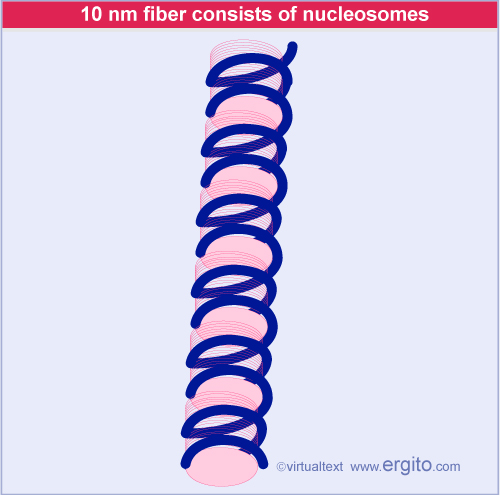 10 nm fiber consists of nucleosomes
©virtualtext www.ergito.com